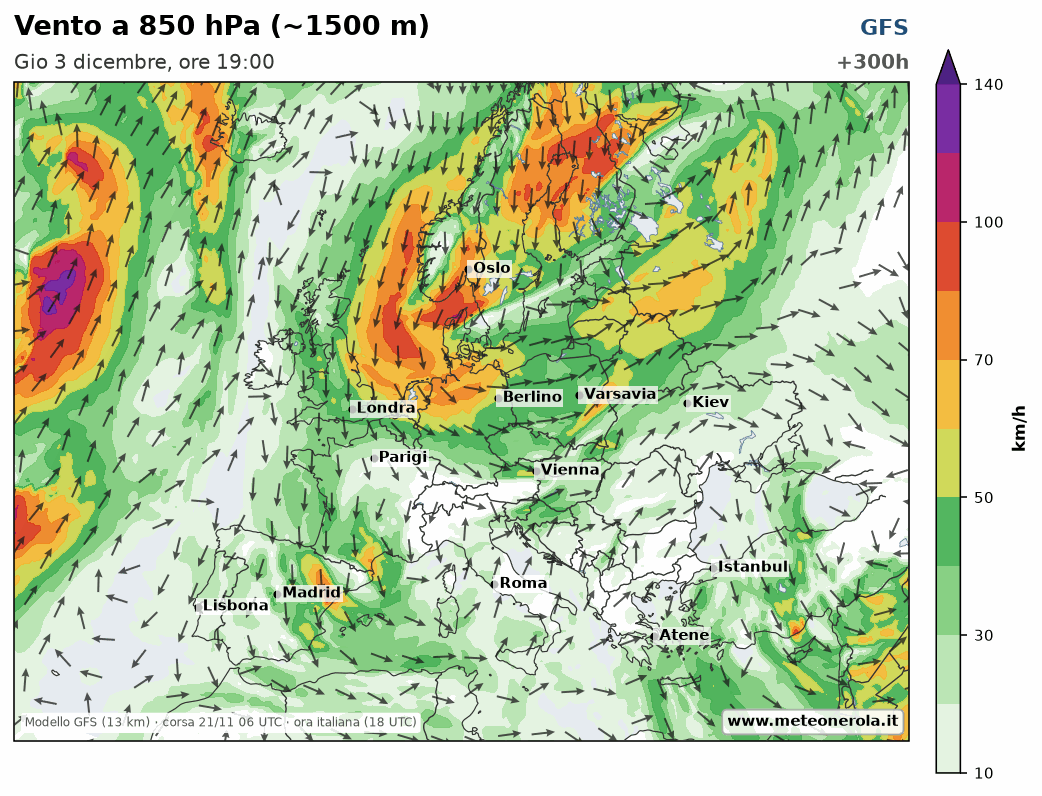 Vento a 850 hPa (~1500 m)
GFS
Gio 3 dicembre, ore 19:00
+300h
140
100
70
50
30
10
km/h
Oslo
Londra
Berlino
Varsavia
Kiev
Parigi
Vienna
Istanbul
Roma
Madrid
Lisbona
Atene
Modello GFS (13 km) · corsa 21/11 06 UTC · ora italiana (18 UTC)
www.meteonerola.it